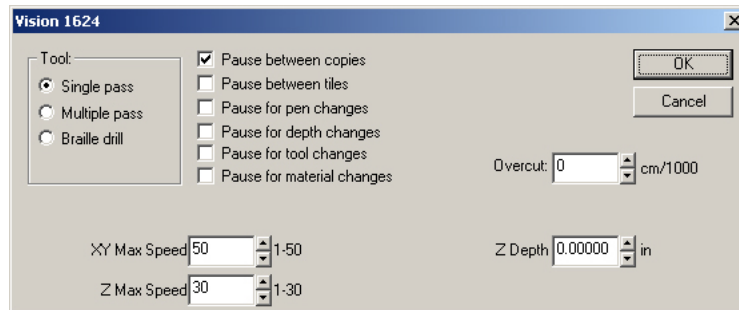 Vision 1624
Tool:
Single pass
Multiple pass
Braille drill
Pause between copies
Pause between tiles
Pause for pen changes
Pause for depth changes
Pause for tool changes
Pause for material changes
OK
Cancel
Overcut: 0 cm/1000
XY Max Speed 50 1-50
Z Depth 0.00000 in
Z Max Speed 30 1-30